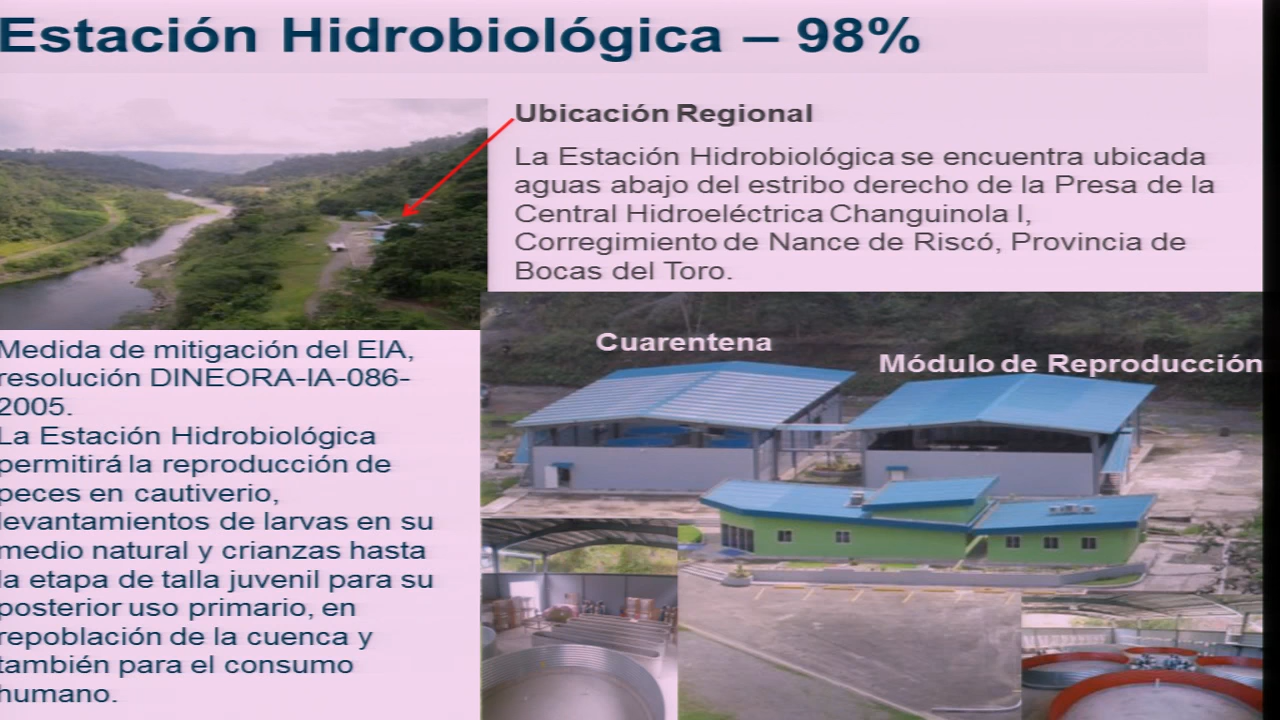 Estación Hidrobiológica – 98%
Ubicación Regional
La Estación Hidrobiológica se encuentra ubicada
aguas abajo del estribo derecho de la Presa de la
Central Hidroeléctrica Changuinola I,
Corregimiento de Nance de Riscó, Provincia de
Bocas del Toro.
Cuarentena
Módulo de Reproducción
Medida de mitigación del EIA,
resolución DINEORA-IA-086-
2005.
La Estación Hidrobiológica
permitirá la reproducción de
peces en cautiverio,
levantamientos de larvas en su
medio natural y crianzas hasta
la etapa de talla juvenil para su
posterior uso primario, en
repoblación de la cuenca y
también para el consumo
humano.